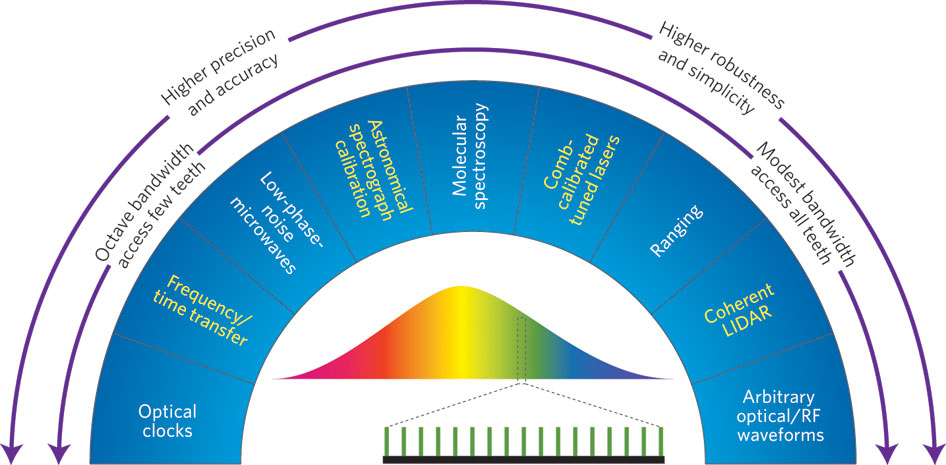 Higher precision
and accuracy
Higher robustness
and simplicity
Octave bandwidth
access few teeth
Modest bandwidth
access all teeth
Optical
clocks
Frequency/
time transfer
Low-phase-
noise
microwaves
Astronomical
spectrograph
calibration
Molecular
spectroscopy
Comb-
calibrated
tuned lasers
Ranging
Coherent
LIDAR
Arbitrary
optical/RF
waveforms